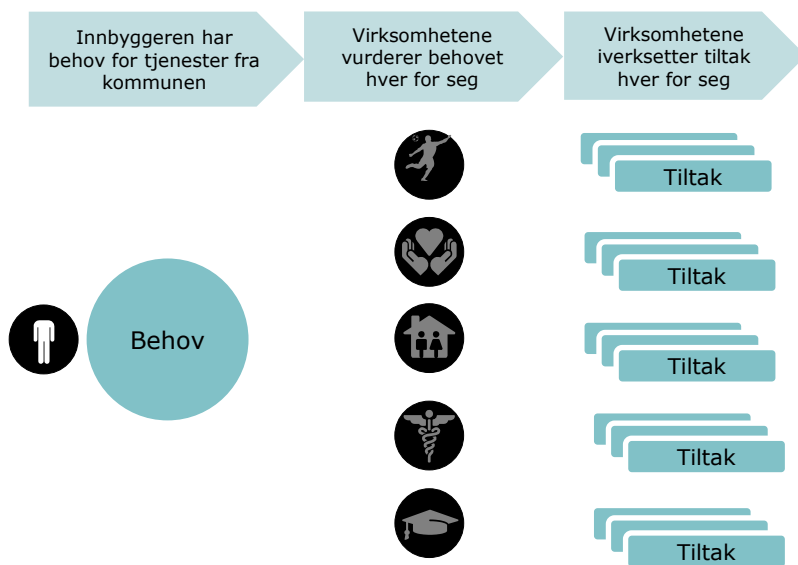 Innbyggeren har
behov for tjenester fra
kommunen
Virksomhetene
vurderer behovet
hver for seg
Virksomhetene
iverksetter tiltak
hver for seg
Behov
Tiltak
Tiltak
Tiltak
Tiltak
Tiltak